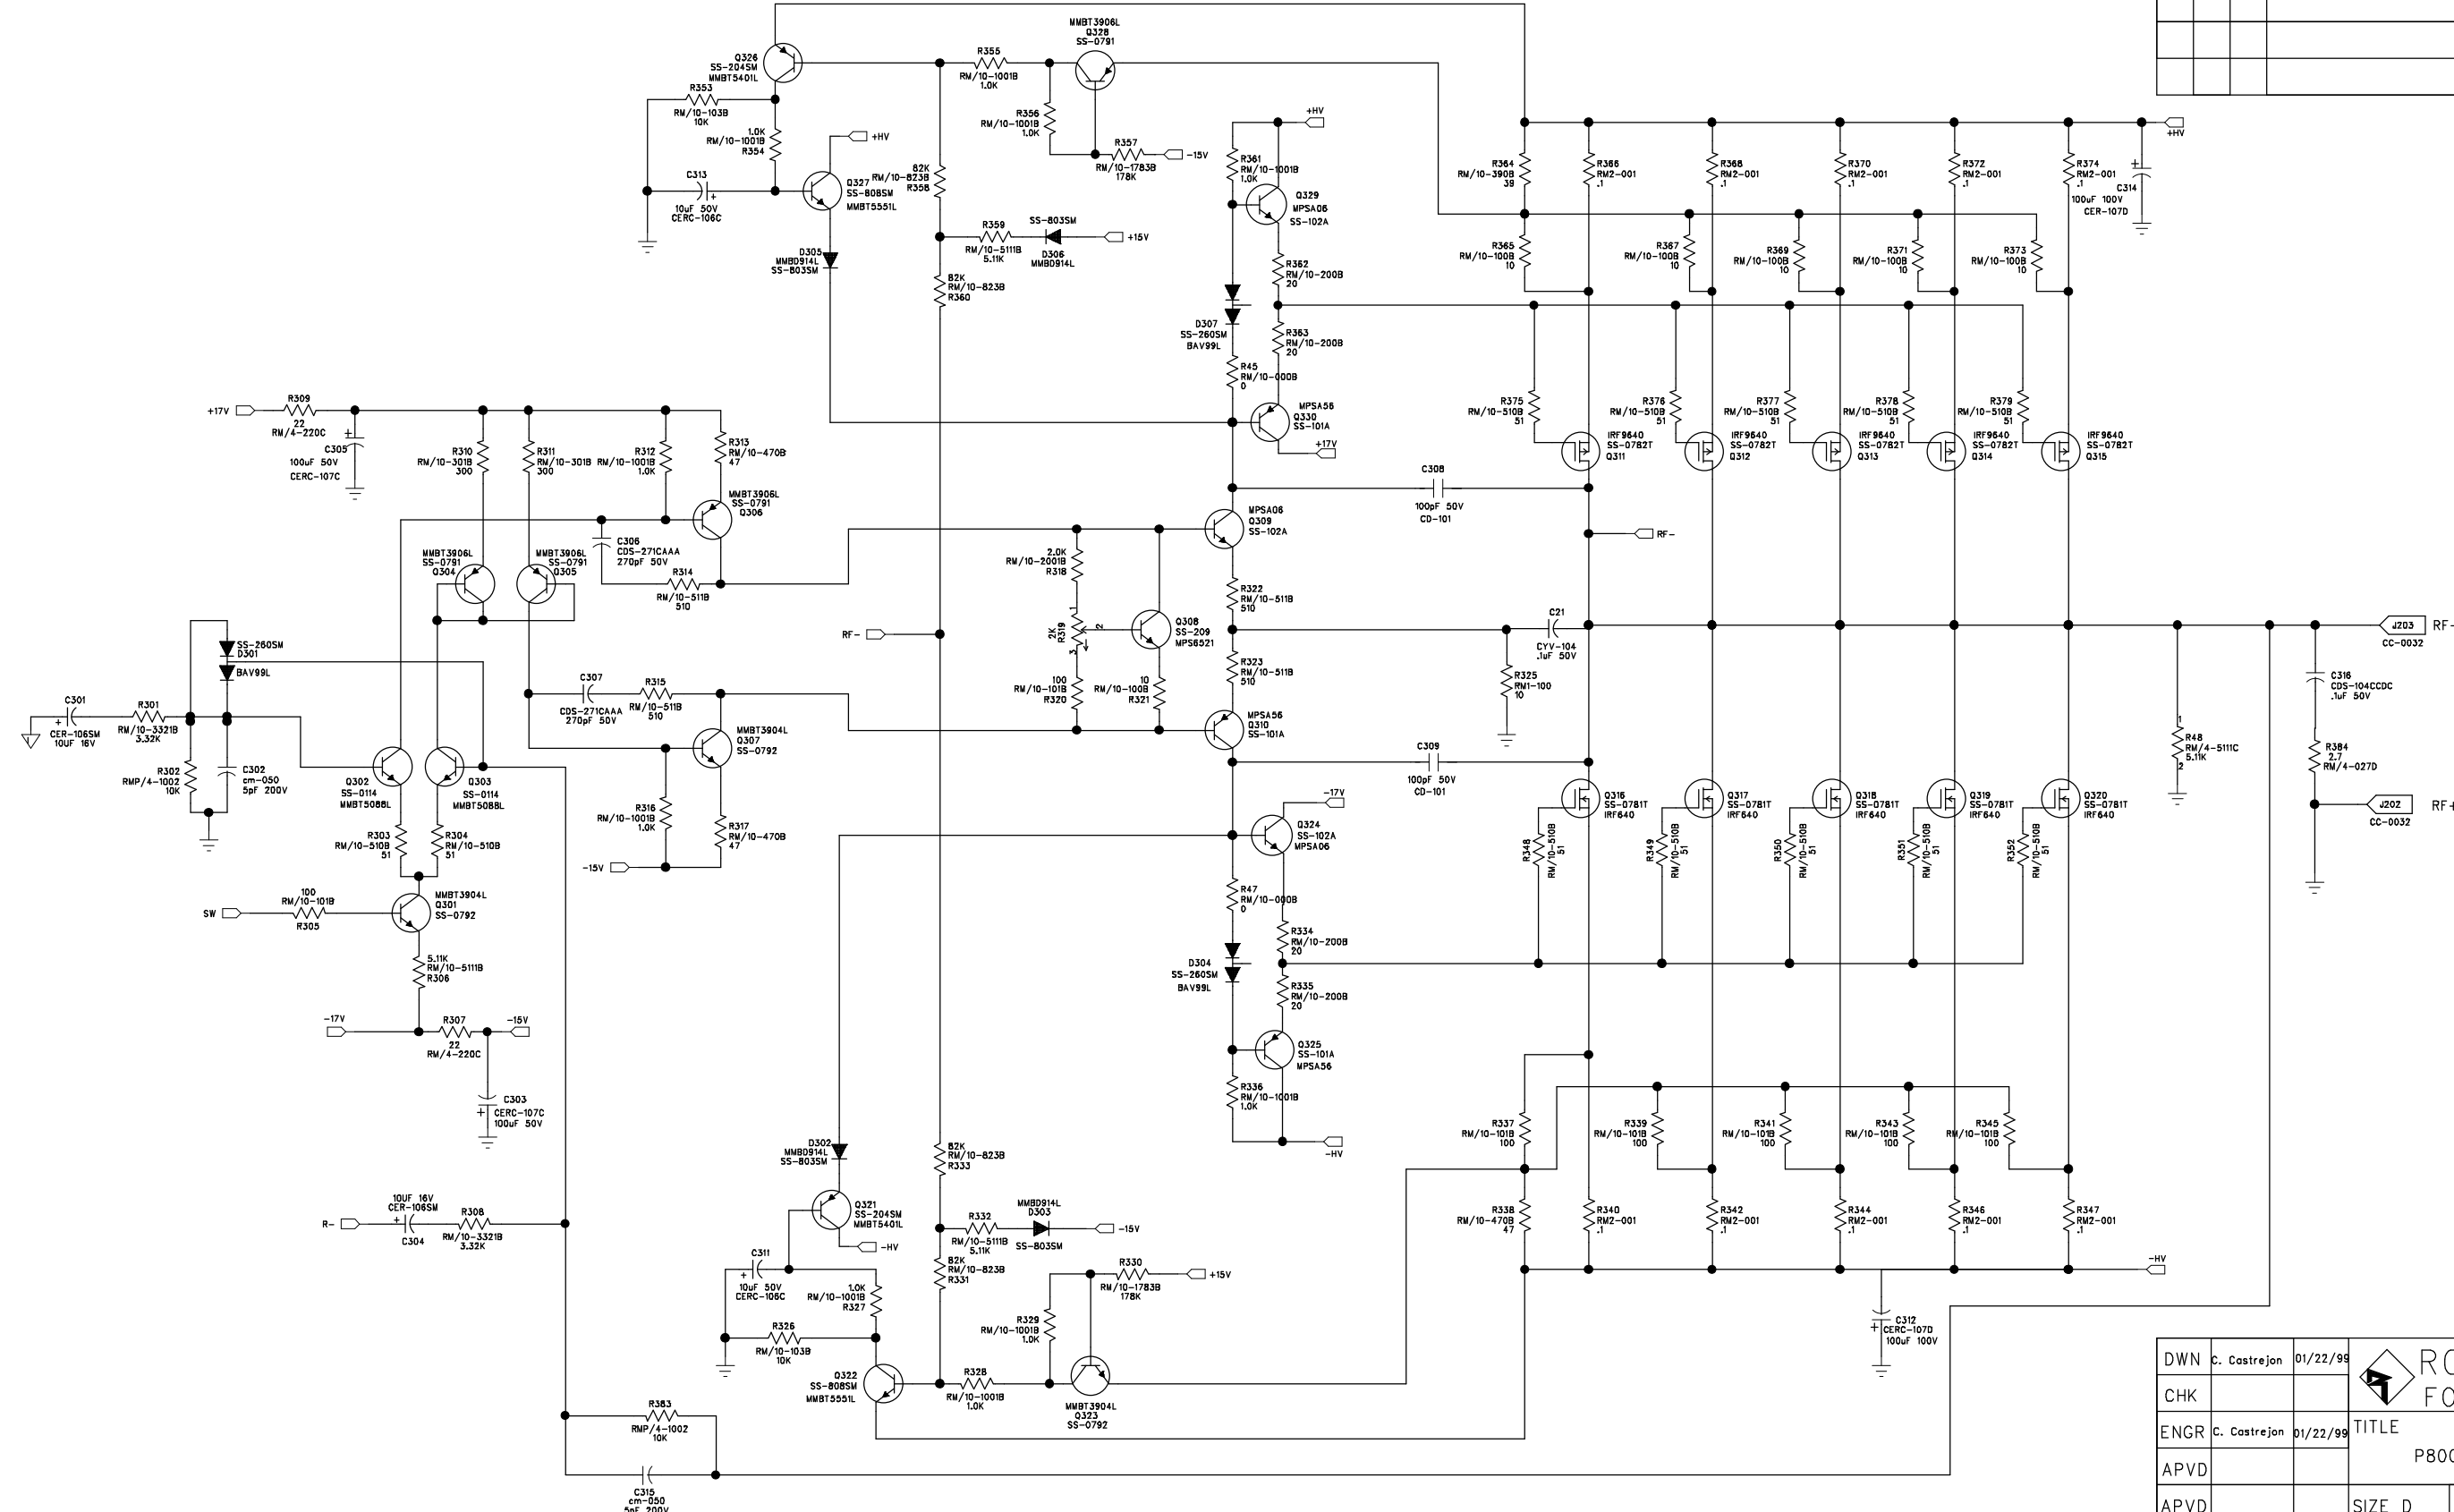 MMBT3906L
Q328
SS-0791
Q326
SS-204SM
MMBT5401L
R355
RM/10-1001B
1.0K
R353
RM/10-103B
10K
1.0K
RM/10-1001B
R354
+HV
R356
RM/10-1001B
1.0K
R357
RM/10-1783B
178K
-15V
C313
+
10uF 50V
CERC-106C
Q327
SS-808SM
MMBT5551L
82K
RM/10-823B
R358
R359
RM/10-5111B
5.11K
SS-803SM
D306
MMBD914L
+15V
D305
MMBD914L
SS-803SM
82K
RM/10-823B
R360
+HV
R361
RM/10-1001B
1.0K
Q329
MPSA06
SS-102A
R362
RM/10-200B
20
D307
SS-260SM
BAV99L
R363
RM/10-200B
20
R45
RM/10-000B
0
MPSA56
Q330
SS-101A
+17V
+HV
R364
RM/10-390B
39
R366
RM2-001
.1
R368
RM2-001
.1
R370
RM2-001
.1
R372
RM2-001
.1
R374
RM2-001
.1
+
C314
100uF 100V
CER-107D
R365
RM/10-100B
10
R367
RM/10-100B
10
R369
RM/10-100B
10
R371
RM/10-100B
10
R373
RM/10-100B
10
R375
RM/10-510B
51
R376
RM/10-510B
51
R377
RM/10-510B
51
R378
RM/10-510B
51
R379
RM/10-510B
51
IRF9640
SS-0782T
Q311
IRF9640
SS-0782T
Q312
IRF9640
SS-0782T
Q313
IRF9640
SS-0782T
Q314
IRF9640
SS-0782T
Q315
+17V
R309
22
RM/4-220C
+
C305
100uF 50V
CERC-107C
R310
RM/10-301B
300
R311
RM/10-301B
300
R312
RM/10-1001B
1.0K
R313
RM/10-470B
47
MMBT3906L
SS-0791
Q306
MMBT3906L
SS-0791
Q304
MMBT3906L
SS-0791
Q305
C306
CDS-271CAAA
270pF 50V
R314
RM/10-511B
510
C308
100pF 50V
CD-101
RF-
MPSA06
Q309
SS-102A
2.0K
RM/10-2001B
R318
R322
RM/10-511B
510
1
2K
R319
2
3
Q308
SS-209
MPS6521
C21
CYV-104
.1uF 50V
RF-
R323
RM/10-511B
510
R325
RM1-100
10
100
RM/10-101B
R320
10
RM/10-100B
R321
MPSA56
Q310
SS-101A
C309
100pF 50V
CD-101
SS-260SM
D301
BAV99L
C301
+
CER-106SM
10UF 16V
R301
RM/10-3321B
3.32K
R302
RMP/4-1002
10K
C302
cm-050
5pF 200V
C307
CDS-271CAAA
270pF 50V
R315
RM/10-511B
510
MMBT3904L
Q307
SS-0792
Q302
SS-0114
MMBT5088L
Q303
SS-0114
MMBT5088L
R303
RM/10-510B
51
R304
RM/10-510B
51
R316
RM/10-1001B
1.0K
R317
RM/10-470B
47
-15V
SW
100
RM/10-101B
R305
MMBT3904L
Q301
SS-0792
5.11K
RM/10-5111B
R306
-17V
R307
22
RM/4-220C
-15V
C303
+
CERC-107C
100uF 50V
-17V
Q324
SS-102A
MPSA06
R47
RM/10-000B
0
R334
RM/10-200B
20
D304
SS-260SM
BAV99L
R335
RM/10-200B
20
Q325
SS-101A
MPSA56
R336
RM/10-1001B
1.0K
-HV
Q316
SS-0781T
IRF640
Q317
SS-0781T
IRF640
Q318
SS-0781T
IRF640
Q319
SS-0781T
IRF640
Q320
SS-0781T
IRF640
R348
RM/10-510B
51
R349
RM/10-510B
51
R350
RM/10-510B
51
R351
RM/10-510B
51
R352
RM/10-510B
51
J203
RF-
CC-0032
C316
CDS-104CCDC
.1uF 50V
1
R48
RM/4-5111C
5.11K
2
R384
2.7
RM/4-027D
J202
RF+
CC-0032
R337
RM/10-101B
100
R339
RM/10-101B
100
R341
RM/10-101B
100
R343
RM/10-101B
100
R345
RM/10-101B
100
R338
RM/10-470B
47
R340
RM2-001
.1
R342
RM2-001
.1
R344
RM2-001
.1
R346
RM2-001
.1
R347
RM2-001
.1
-HV
C312
+
CERC-107D
100uF 100V
D302
MMBD914L
SS-803SM
82K
RM/10-823B
R333
Q321
SS-204SM
MMBT5401L
-HV
R332
RM/10-5111B
5.11K
MMBD914L
D303
SS-803SM
-15V
R-
10UF 16V
CER-106SM
+
C304
R308
RM/10-3321B
3.32K
C311
+
10uF 50V
CERC-106C
1.0K
RM/10-1001B
R327
82K
RM/10-823B
R331
R330
RM/10-1783B
178K
+15V
R326
RM/10-103B
10K
R329
RM/10-1001B
1.0K
Q322
SS-808SM
MMBT5551L
R328
RM/10-1001B
1.0K
MMBT3904L
Q323
SS-0792
R383
RMP/4-1002
10K
C315
cm-050
5pF 200V
DWN C. Castrejon 01/22/99
CHK
ENGR C. Castrejon 01/22/99
APVD
APVD
TITLE
SIZE D